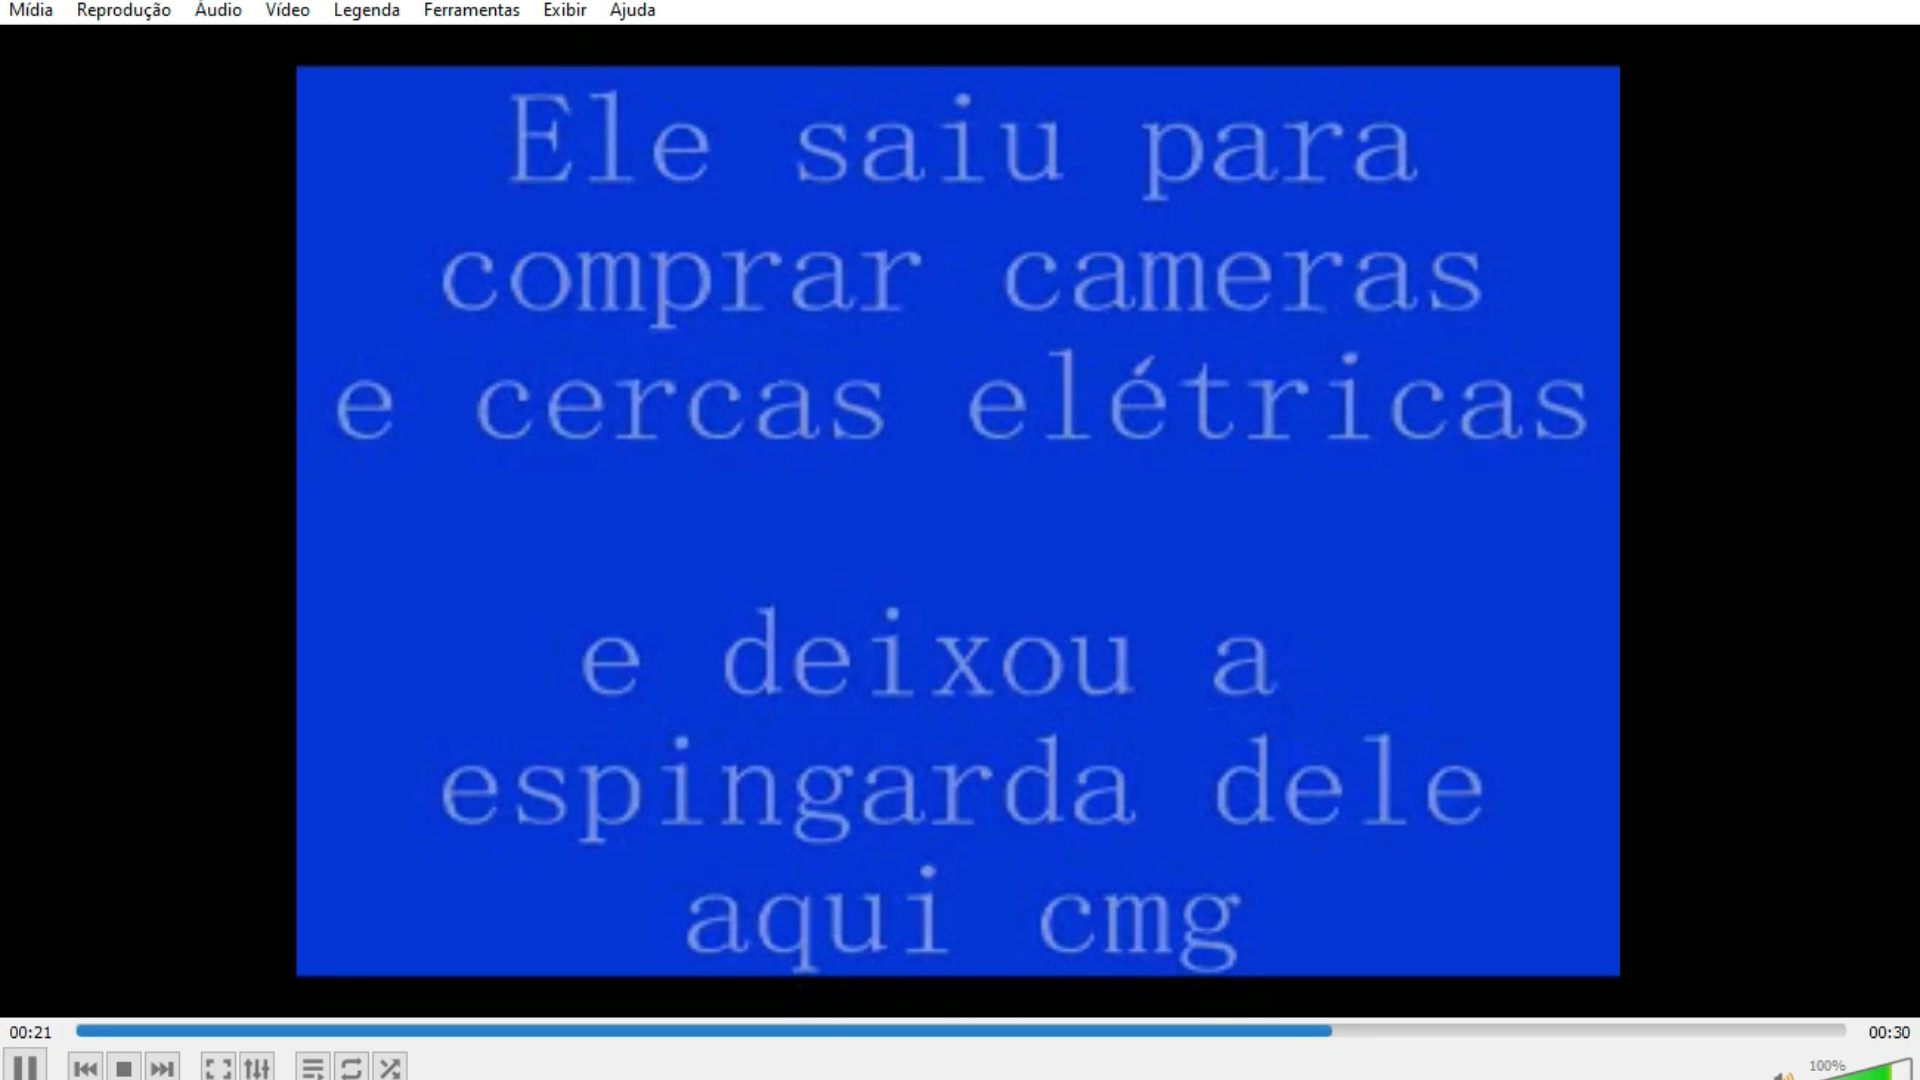 Mídia Reprodução Áudio Vídeo Legenda Ferramentas Exibir Ajuda
Ele saiu para
comprar cameras
e cercas elétricas
e deixou a
espingarda dele
aqui cmg
00:21 00:30
100%